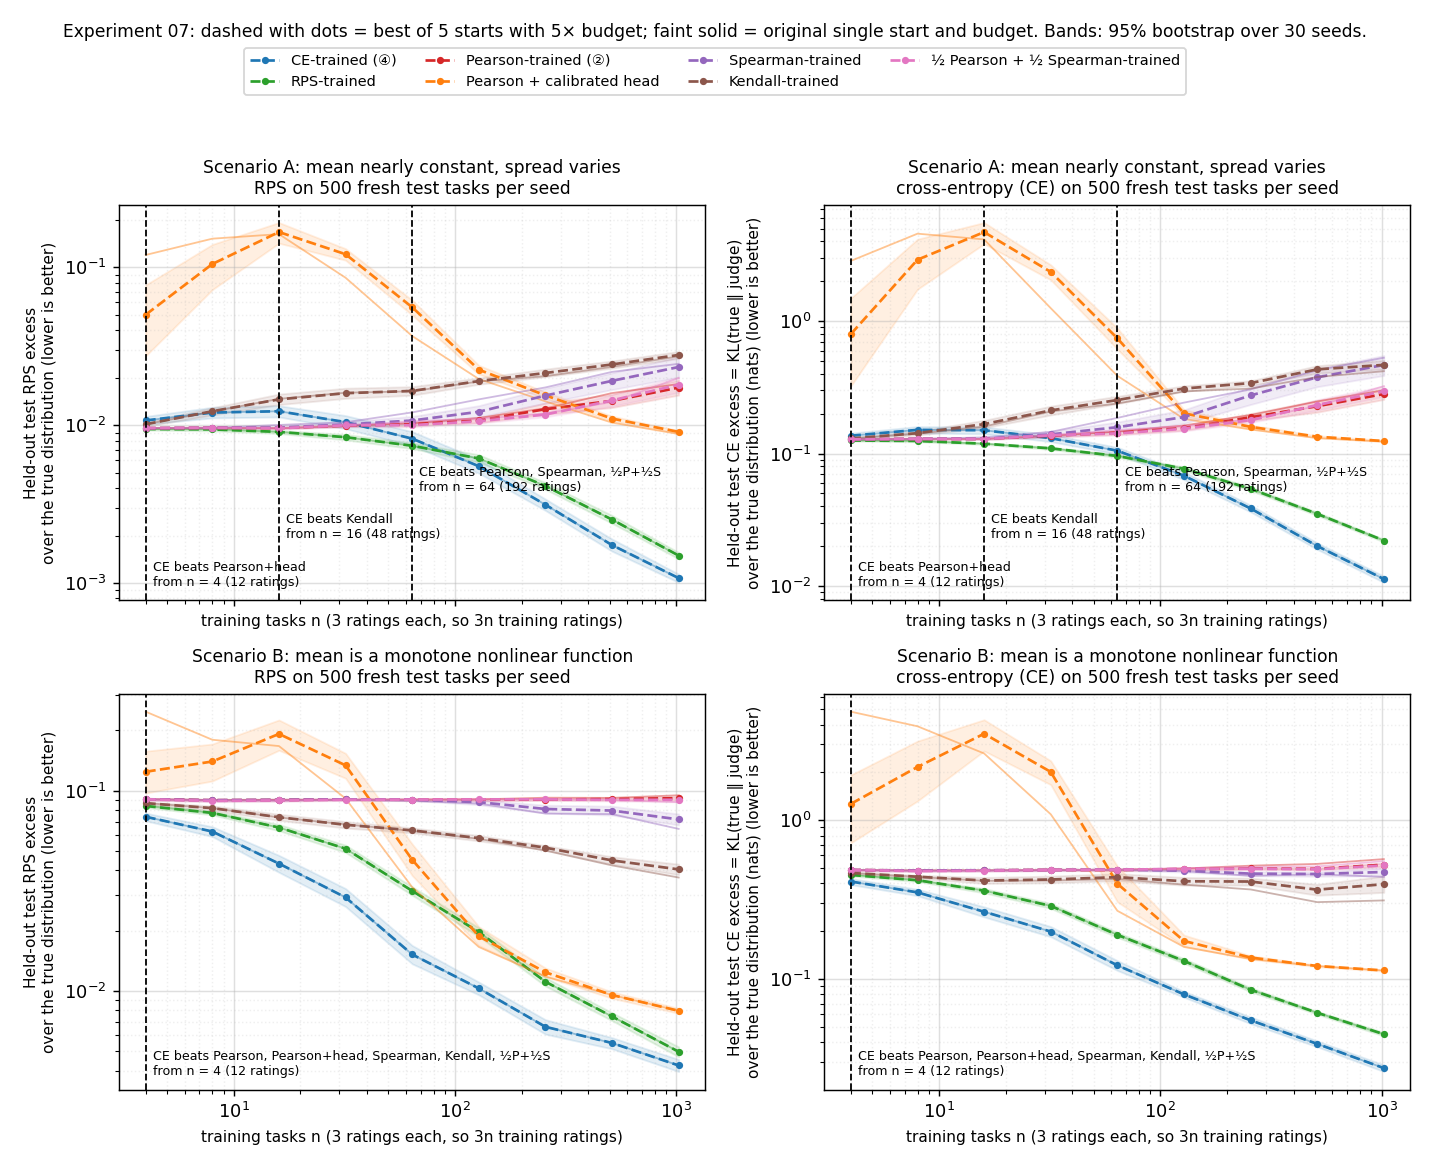 Experiment 07: dashed with dots = best of 5 starts with 5× budget; faint solid = original single start and budget. Bands: 95% bootstrap over 30 seeds.
CE-trained (④)
RPS-trained
Pearson-trained (②)
Pearson + calibrated head
Spearman-trained
Kendall-trained
½ Pearson + ½ Spearman-trained
Scenario A: mean nearly constant, spread varies
RPS on 500 fresh test tasks per seed
Held-out test RPS excess
over the true distribution (lower is better)
10⁻¹
10⁻²
10⁻³
CE beats Pearson, Spearman, ½P+½S
from n = 64 (192 ratings)
CE beats Kendall
from n = 16 (48 ratings)
CE beats Pearson+head
from n = 4 (12 ratings)
training tasks n (3 ratings each, so 3n training ratings)
Scenario A: mean nearly constant, spread varies
cross-entropy (CE) on 500 fresh test tasks per seed
Held-out test CE excess = KL(true ‖ judge)
over the true distribution (nats) (lower is better)
10⁰
10⁻¹
10⁻²
CE beats Pearson, Spearman, ½P+½S
from n = 64 (192 ratings)
CE beats Kendall
from n = 16 (48 ratings)
CE beats Pearson+head
from n = 4 (12 ratings)
training tasks n (3 ratings each, so 3n training ratings)
Scenario B: mean is a monotone nonlinear function
RPS on 500 fresh test tasks per seed
Held-out test RPS excess
over the true distribution (lower is better)
10⁻¹
10⁻²
CE beats Pearson, Pearson+head, Spearman, Kendall, ½P+½S
from n = 4 (12 ratings)
10¹
10²
10³
training tasks n (3 ratings each, so 3n training ratings)
Scenario B: mean is a monotone nonlinear function
cross-entropy (CE) on 500 fresh test tasks per seed
Held-out test CE excess = KL(true ‖ judge)
over the true distribution (nats) (lower is better)
10⁰
10⁻¹
CE beats Pearson, Pearson+head, Spearman, Kendall, ½P+½S
from n = 4 (12 ratings)
10¹
10²
10³
training tasks n (3 ratings each, so 3n training ratings)